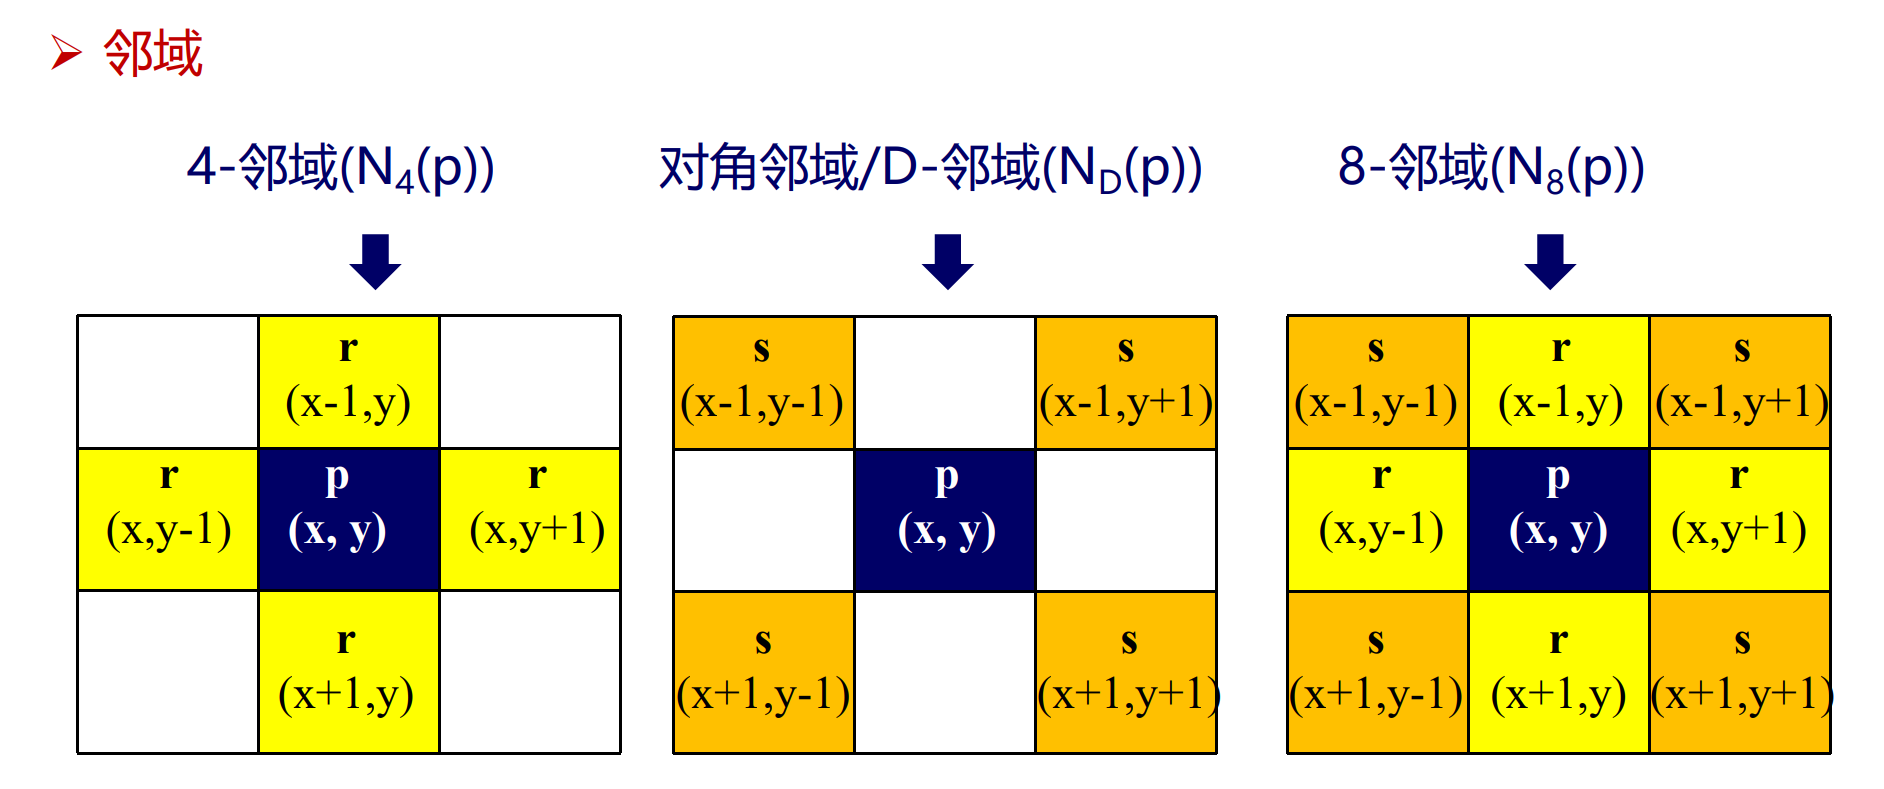 ➢ 邻域
4-邻域(N₄(p))
对角邻域/D-邻域(N_D(p))
8-邻域(N₈(p))
r
(x-1,y)
r
(x,y-1)
p
(x, y)
r
(x,y+1)
r
(x+1,y)
s
(x-1,y-1)
s
(x-1,y+1)
p
(x, y)
s
(x+1,y-1)
s
(x+1,y+1)
s
(x-1,y-1)
r
(x-1,y)
s
(x-1,y+1)
r
(x,y-1)
p
(x, y)
r
(x,y+1)
s
(x+1,y-1)
r
(x+1,y)
s
(x+1,y+1)